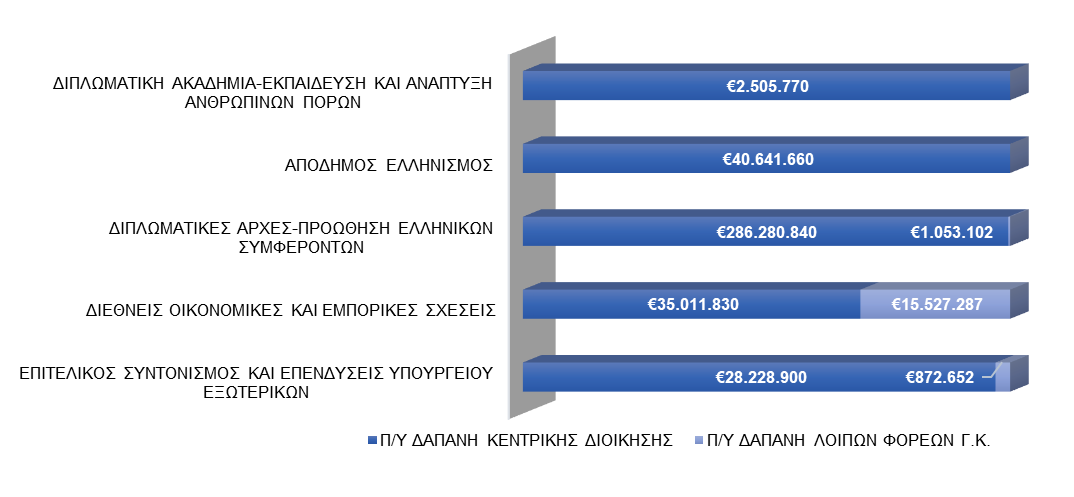 ΔΙΠΛΩΜΑΤΙΚΗ ΑΚΑΔΗΜΙΑ-ΕΚΠΑΙΔΕΥΣΗ ΚΑΙ ΑΝΑΠΤΥΞΗ
ΑΝΘΡΩΠΙΝΩΝ ΠΟΡΩΝ
€2.505.770
ΑΠΟΔΗΜΟΣ ΕΛΛΗΝΙΣΜΟΣ
€40.641.660
ΔΙΠΛΩΜΑΤΙΚΕΣ ΑΡΧΕΣ-ΠΡΟΩΘΗΣΗ ΕΛΛΗΝΙΚΩΝ
ΣΥΜΦΕΡΟΝΤΩΝ
€286.280.840 €1.053.102
ΔΙΕΘΝΕΙΣ ΟΙΚΟΝΟΜΙΚΕΣ ΚΑΙ ΕΜΠΟΡΙΚΕΣ ΣΧΕΣΕΙΣ
€35.011.830 €15.527.287
ΕΠΙΤΕΛΙΚΟΣ ΣΥΝΤΟΝΙΣΜΟΣ ΚΑΙ ΕΠΕΝΔΥΣΕΙΣ ΥΠΟΥΡΓΕΙΟΥ
ΕΞΩΤΕΡΙΚΩΝ
€28.228.900 €872.652
Π/Υ ΔΑΠΑΝΗ ΚΕΝΤΡΙΚΗΣ ΔΙΟΙΚΗΣΗΣ Π/Υ ΔΑΠΑΝΗ ΛΟΙΠΩΝ ΦΟΡΕΩΝ Γ.Κ.